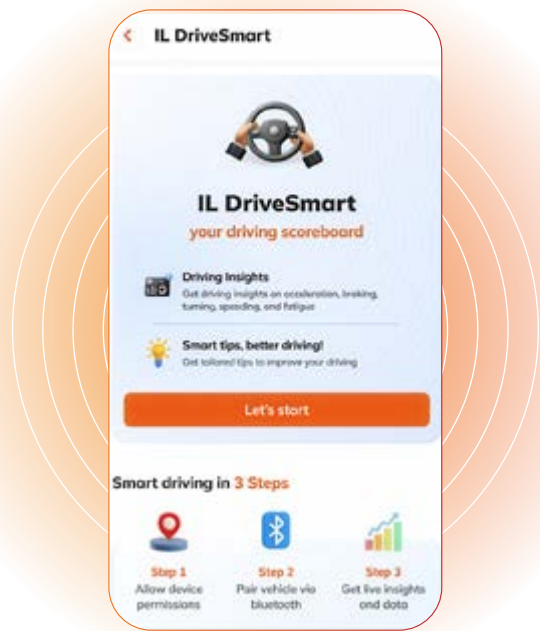 IL DriveSmart
IL DriveSmart
your driving scoreboard
Driving Insights
Get driving insights on acceleration, braking,
turning, speeding, and fatigue
Smart tips, better driving!
Get tailored tips to improve your driving
Let's start
Smart driving in 3 Steps
Step 1
Allow device
permissions
Step 2
Pair vehicle via
bluetooth
Step 3
Get live insights
and data